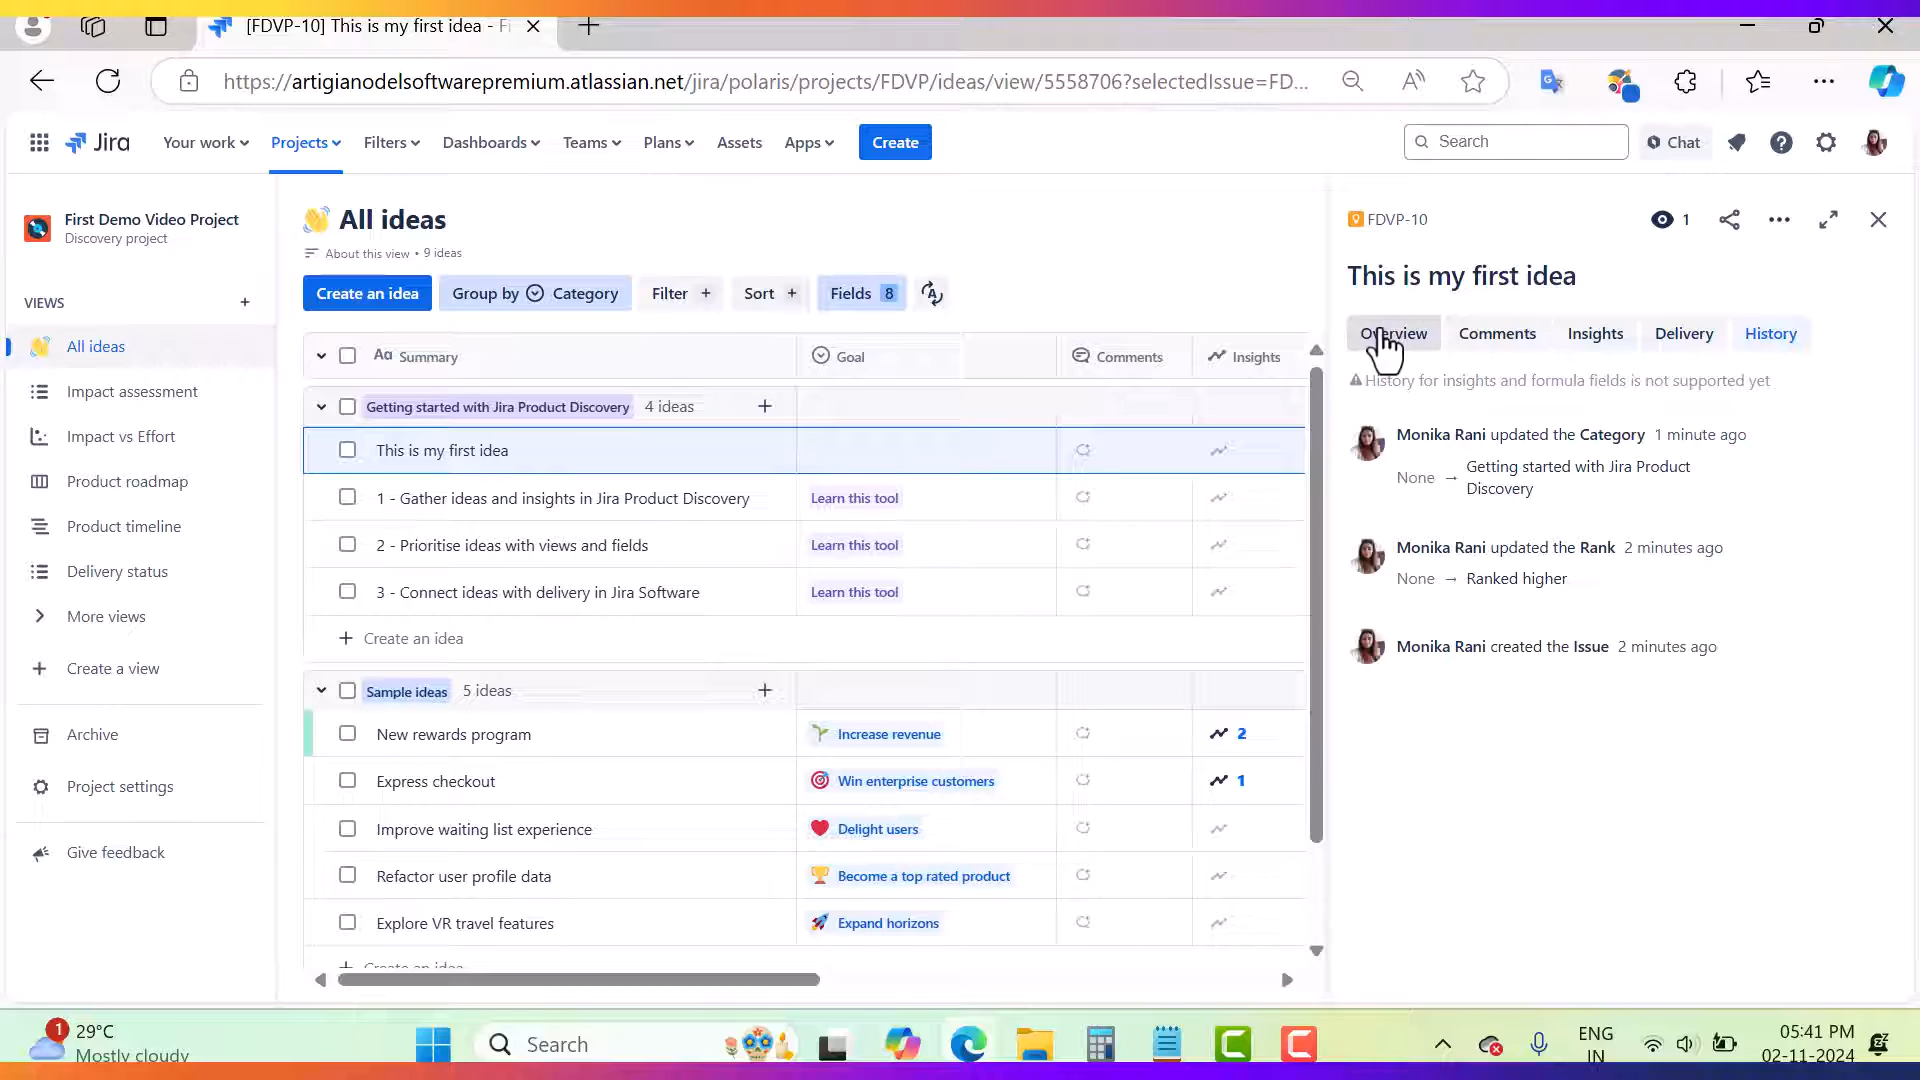 [FDVP-10] This is my first idea - Fi
https://artigianodelsoftwarepremium.atlassian.net/jira/polaris/projects/FDVP/ideas/view/5558706?selectedIssue=FD...
Jira
Your work
Projects
Filters
Dashboards
Teams
Plans
Assets
Apps
Create
Search
Chat
First Demo Video Project
Discovery project
VIEWS
All ideas
Impact assessment
Impact vs Effort
Product roadmap
Product timeline
Delivery status
More views
Create a view
Archive
Project settings
Give feedback
All ideas
About this view • 9 ideas
Create an idea
Group by Category
Filter +
Sort +
Fields 8
Aa Summary
Goal
Comments
Insights
Getting started with Jira Product Discovery 4 ideas
This is my first idea
1 - Gather ideas and insights in Jira Product Discovery
Learn this tool
2 - Prioritise ideas with views and fields
Learn this tool
3 - Connect ideas with delivery in Jira Software
Learn this tool
+ Create an idea
Sample ideas 5 ideas
New rewards program
Increase revenue
2
Express checkout
Win enterprise customers
1
Improve waiting list experience
Delight users
Refactor user profile data
Become a top rated product
Explore VR travel features
Expand horizons
Create an idea
FDVP-10
1
This is my first idea
Overview
Comments
Insights
Delivery
History
History for insights and formula fields is not supported yet
Monika Rani updated the Category 1 minute ago
None → Getting started with Jira Product
Discovery
Monika Rani updated the Rank 2 minutes ago
None → Ranked higher
Monika Rani created the Issue 2 minutes ago
1
29°C
Mostly cloudy
Search
ENG
IN
05:41 PM
02-11-2024